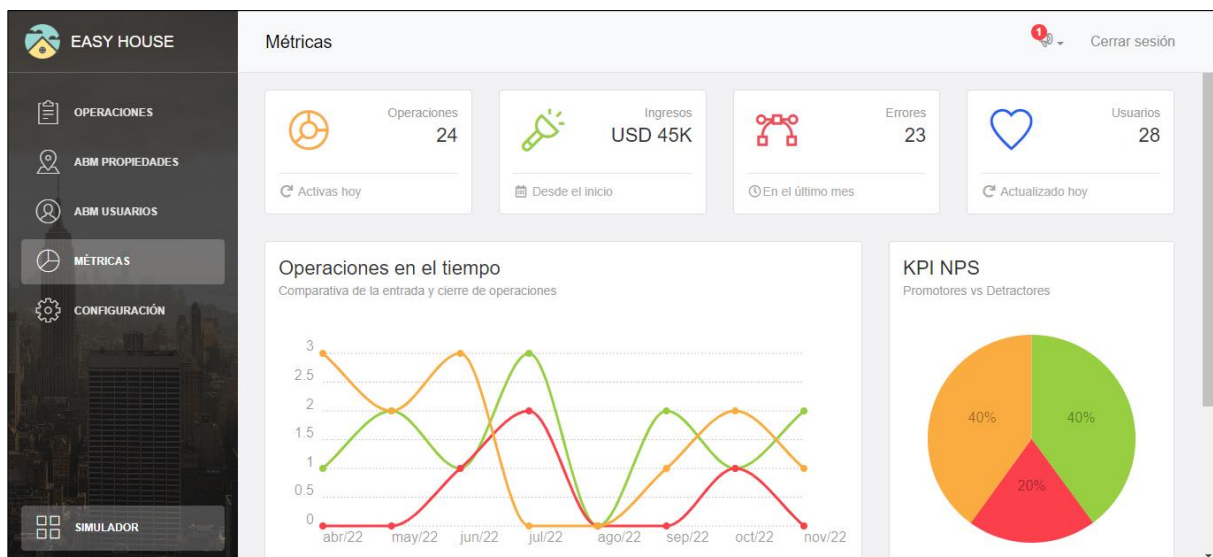 EASY HOUSE
OPERACIONES
ABM PROPIEDADES
ABM USUARIOS
MÉTRICAS
CONFIGURACIÓN
SIMULADOR
Métricas
1
Cerrar sesión
Operaciones
24
Activas hoy
Ingresos
USD 45K
Desde el inicio
Errores
23
En el último mes
Usuarios
28
Actualizado hoy
Operaciones en el tiempo
Comparativa de la entrada y cierre de operaciones
3
2.5
2
1.5
1
0.5
0
abr/22 may/22 jun/22 jul/22 ago/22 sep/22 oct/22 nov/22
KPI NPS
Promotores vs Detractores
40% 40%
20%